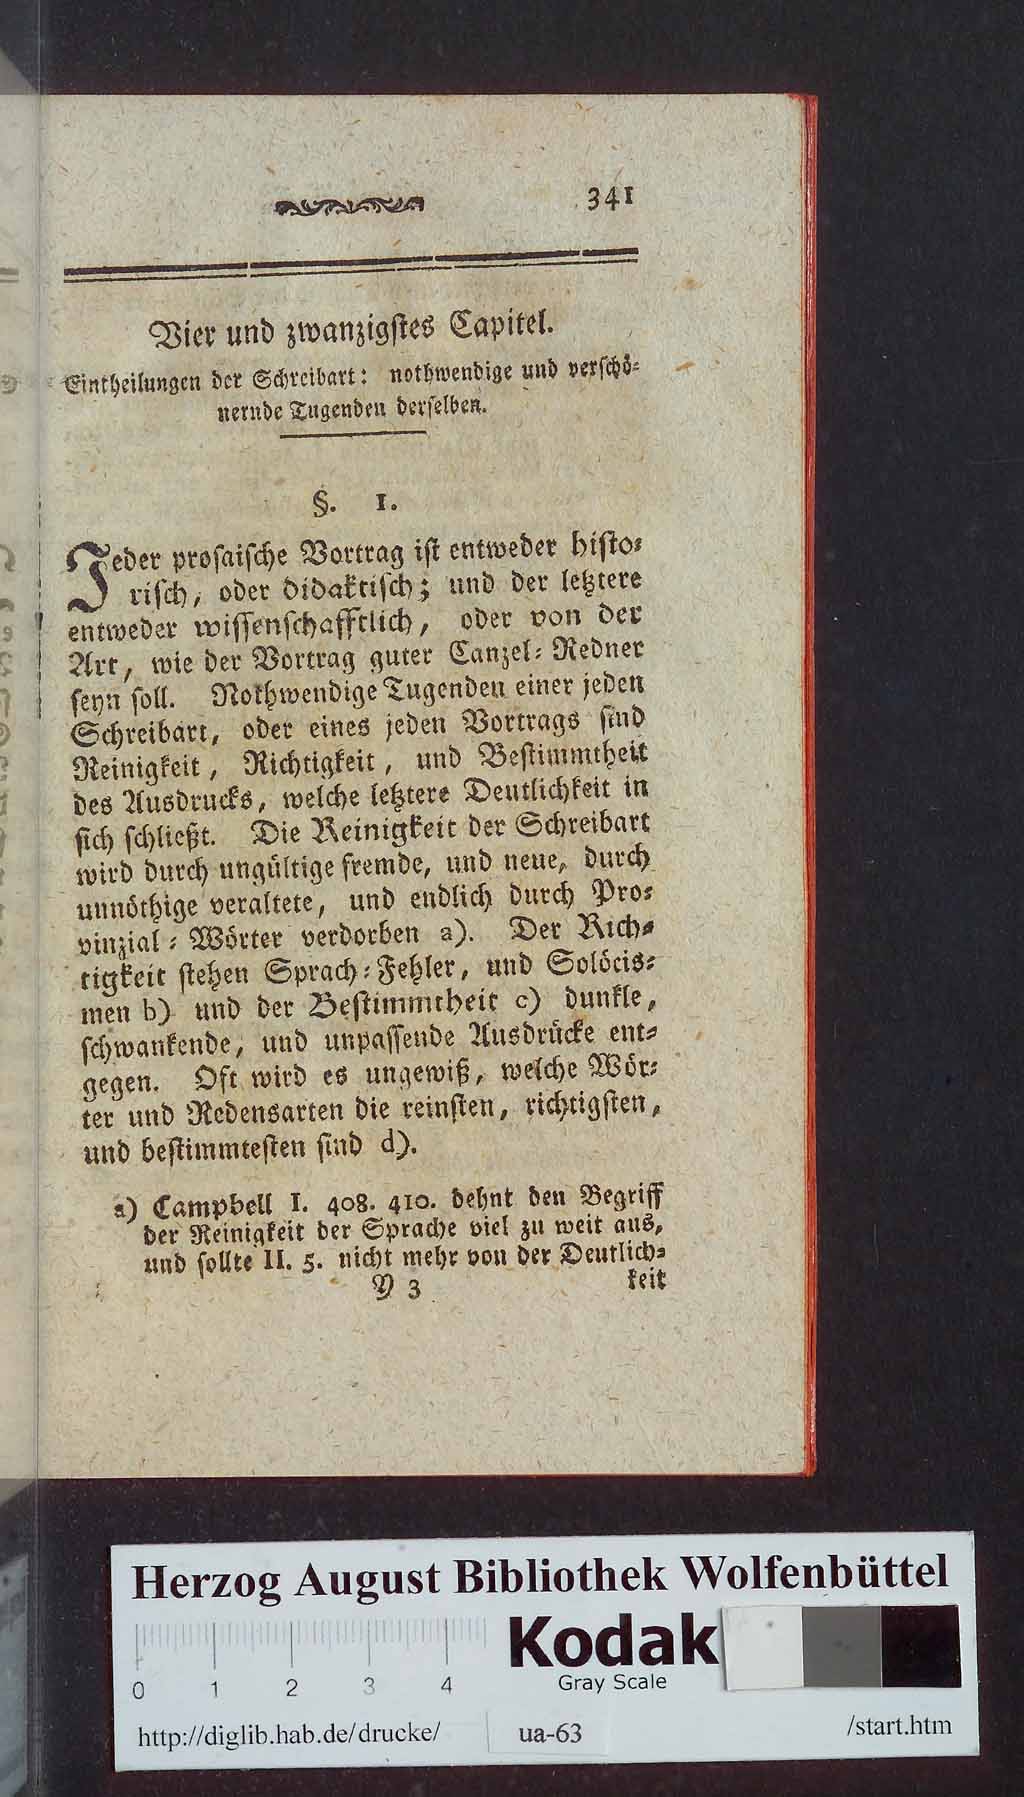 341
Vier und zwanzigstes Capitel.
Eintheilungen der Schreibart: nothwendige und verschö-
nernde Tugenden derselben.
§. 1.
Jeder prosaische Vortrag ist entweder histo-
risch, oder didaktisch; und der letztere
entweder wissenschafftlich, oder von der
Art, wie der Vortrag guter Canzel-Redner
seyn soll. Nothwendige Tugenden einer jeden
Schreibart, oder eines jeden Vortrags sind
Reinigkeit, Richtigkeit, und Bestimmtheit
des Ausdrucks, welche letztere Deutlichkeit in
sich schließt. Die Reinigkeit der Schreibart
wird durch ungültige fremde, und neue, durch
unnöthige veraltete, und endlich durch Pro-
vinzial-Wörter verdorben a). Der Rich-
tigkeit stehen Sprach-Fehler, und Solöcis-
men b) und der Bestimmtheit c) dunkle,
schwankende, und unpassende Ausdrücke ent-
gegen. Oft wird es ungewiß, welche Wör-
ter und Redensarten die reinsten, richtigsten,
und bestimmtesten sind d).
a) Campbell I. 408. 410. dehnt den Begriff
der Reinigkeit der Sprache viel zu weit aus,
und sollte II. 5. nicht mehr von der Deutlich-
Y 3 keit
Herzog August Bibliothek Wolfenbüttel
Kodak
Gray Scale
0 1 2 3 4
http://diglib.hab.de/drucke/ ua-63 /start.htm